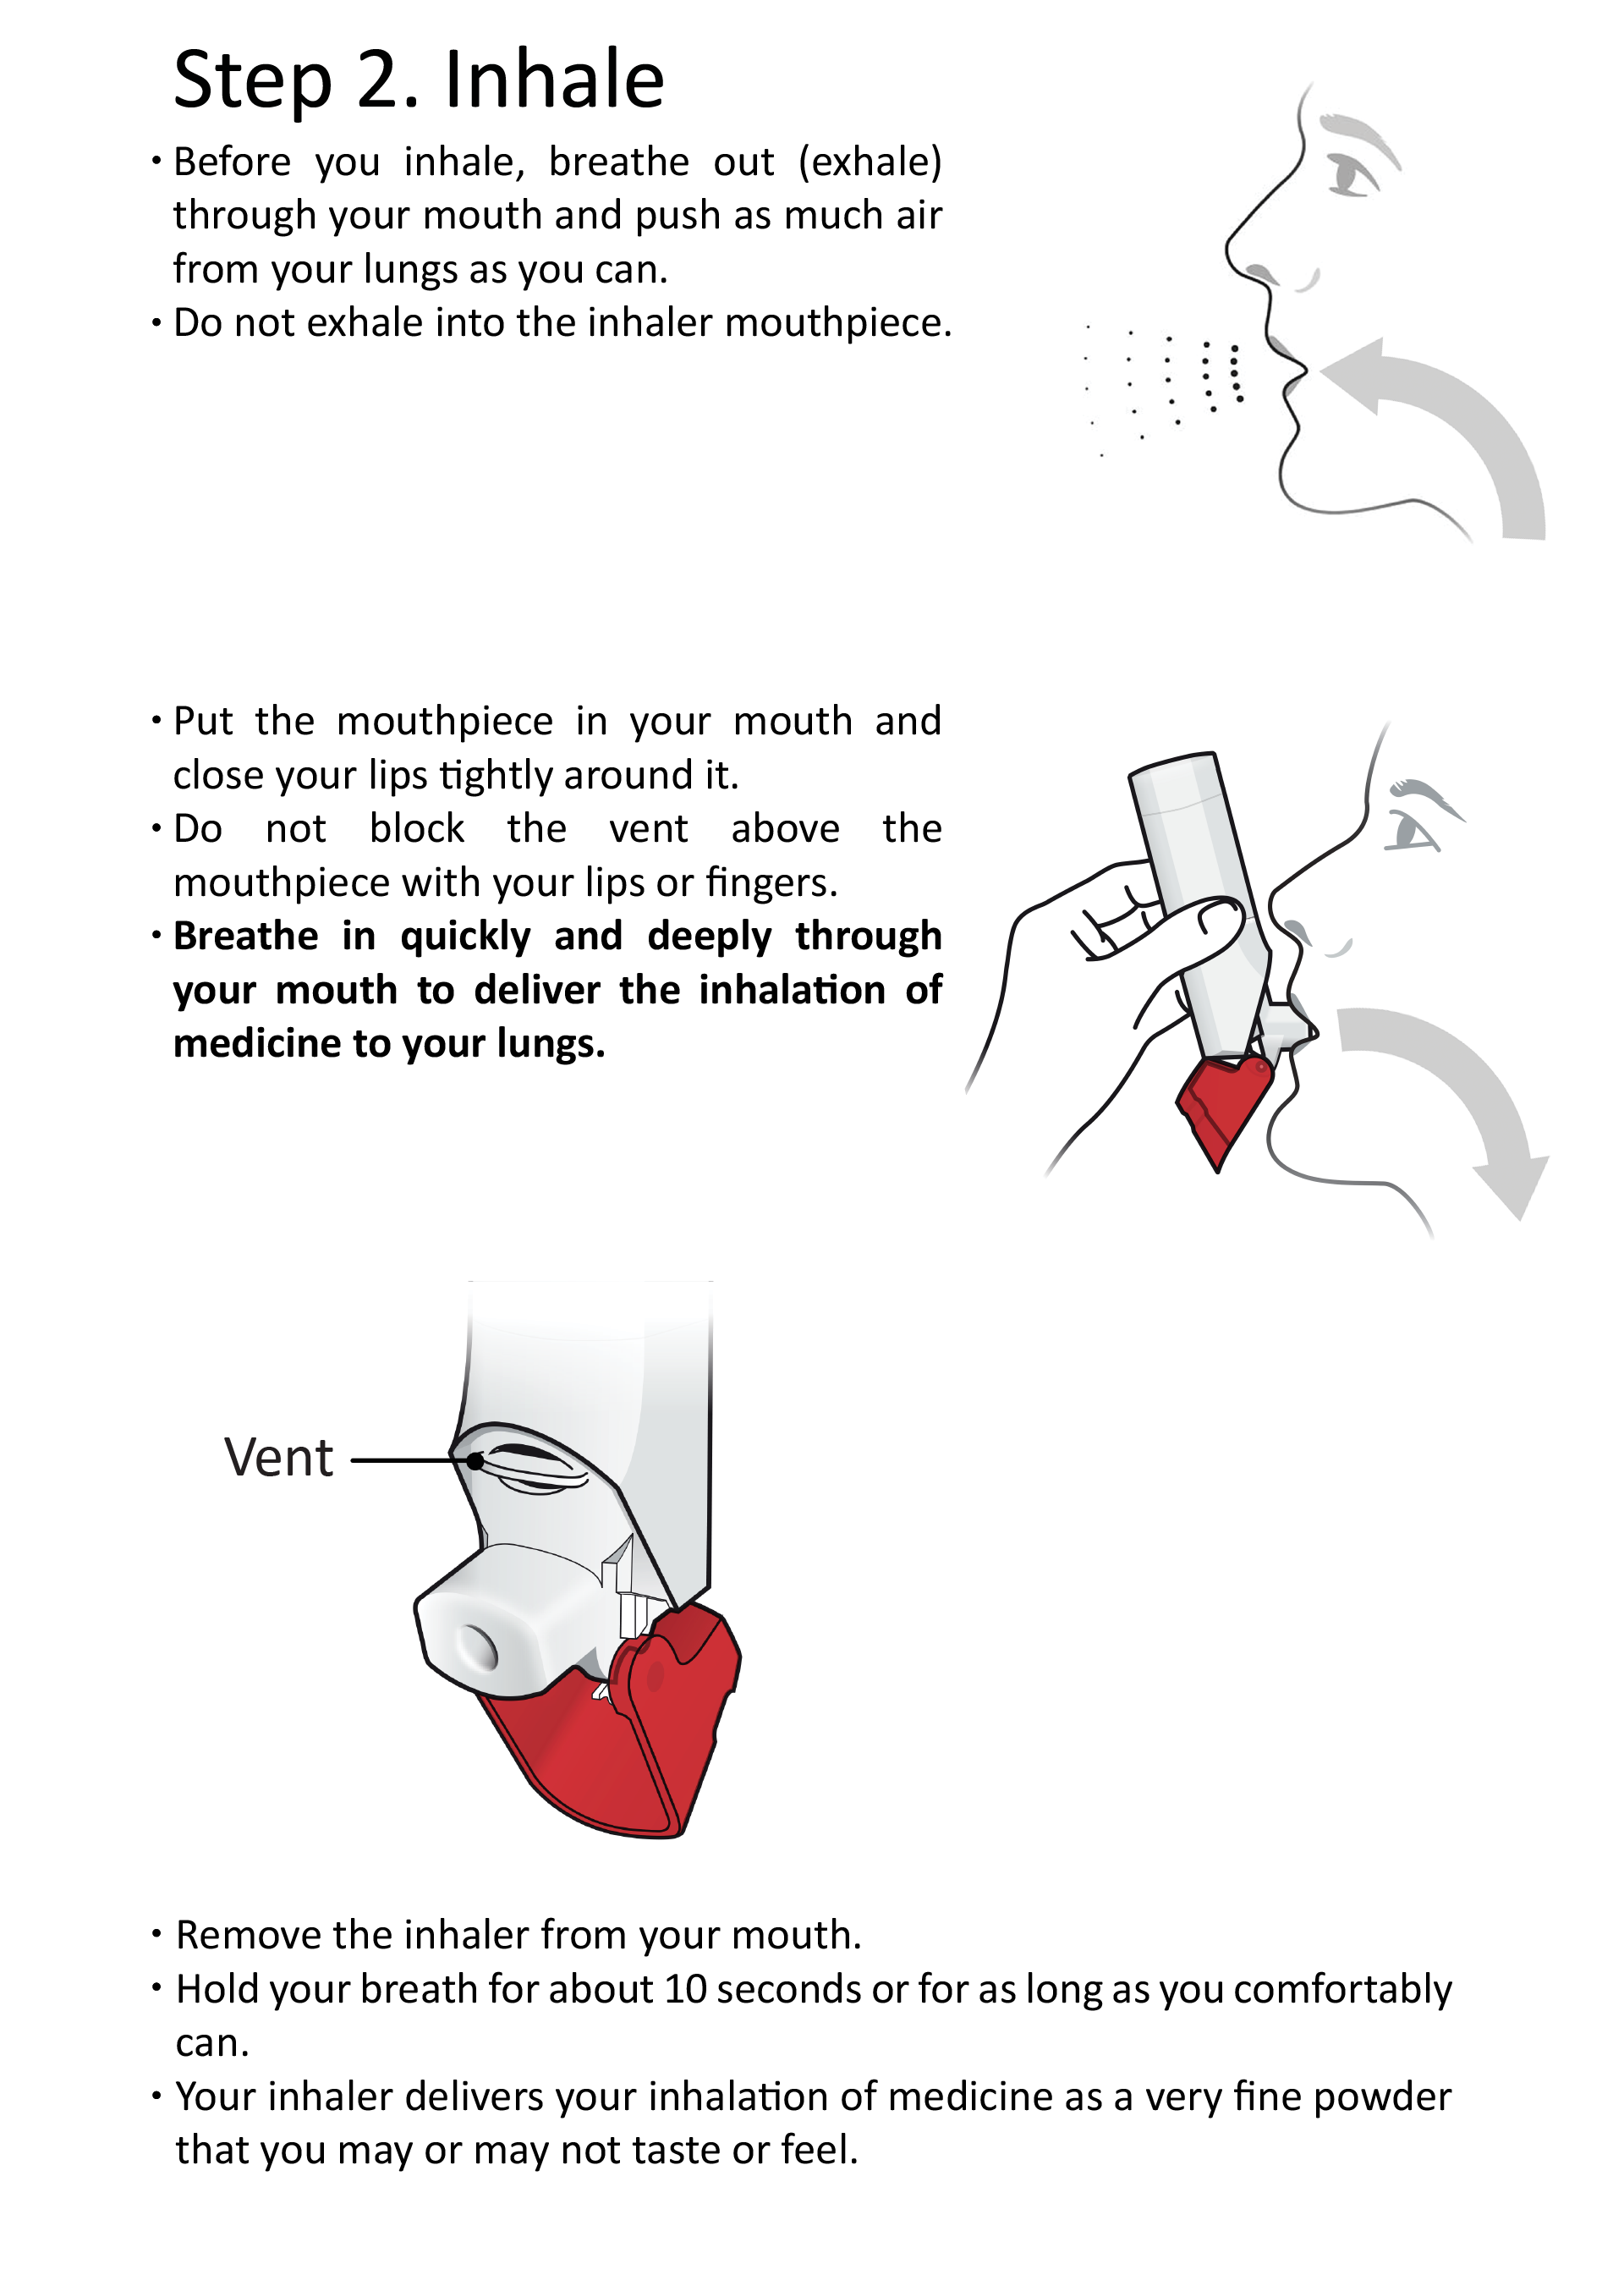 Step 2. Inhale
· Before you inhale, breathe out (exhale)
through your mouth and push as much air
from your lungs as you can.
· Do not exhale into the inhaler mouthpiece.
· Put the mouthpiece in your mouth and
close your lips tightly around it.
· Do not block the vent above the
mouthpiece with your lips or fingers.
· Breathe in quickly and deeply through
your mouth to deliver the inhalation of
medicine to your lungs.
Vent
· Remove the inhaler from your mouth.
· Hold your breath for about 10 seconds or for as long as you comfortably
can.
· Your inhaler delivers your inhalation of medicine as a very fine powder
that you may or may not taste or feel.